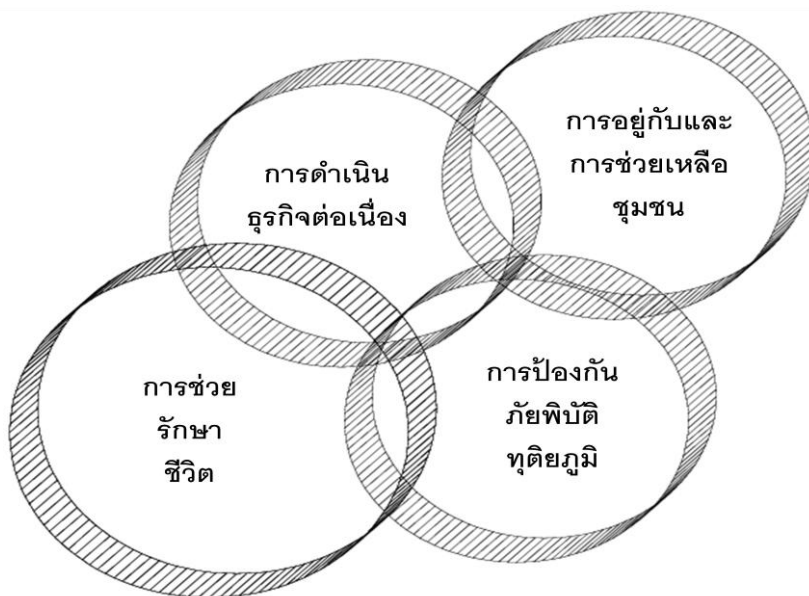 การดำเนิน
ธุรกิจต่อเนื่อง
การอยู่กับและ
การช่วยเหลือ
ชุมชน
การช่วย
รักษา
ชีวิต
การป้องกัน
ภัยพิบัติ
ทุติยภูมิ